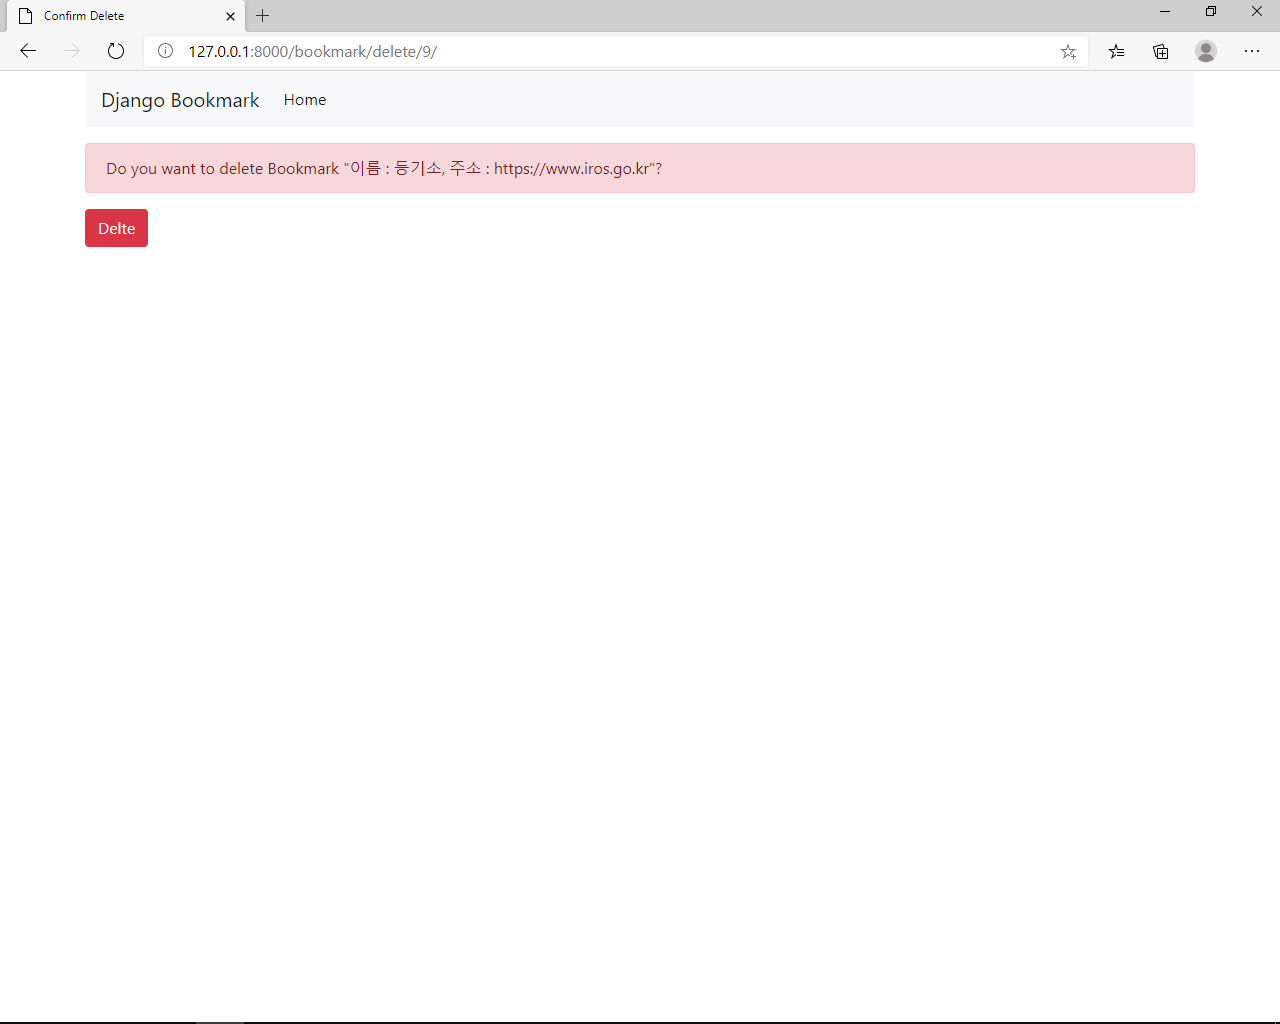 Confirm Delete
127.0.0.1:8000/bookmark/delete/9/
Django Bookmark Home
Do you want to delete Bookmark "이름 : 등기소, 주소 : https://www.iros.go.kr"?
Delte